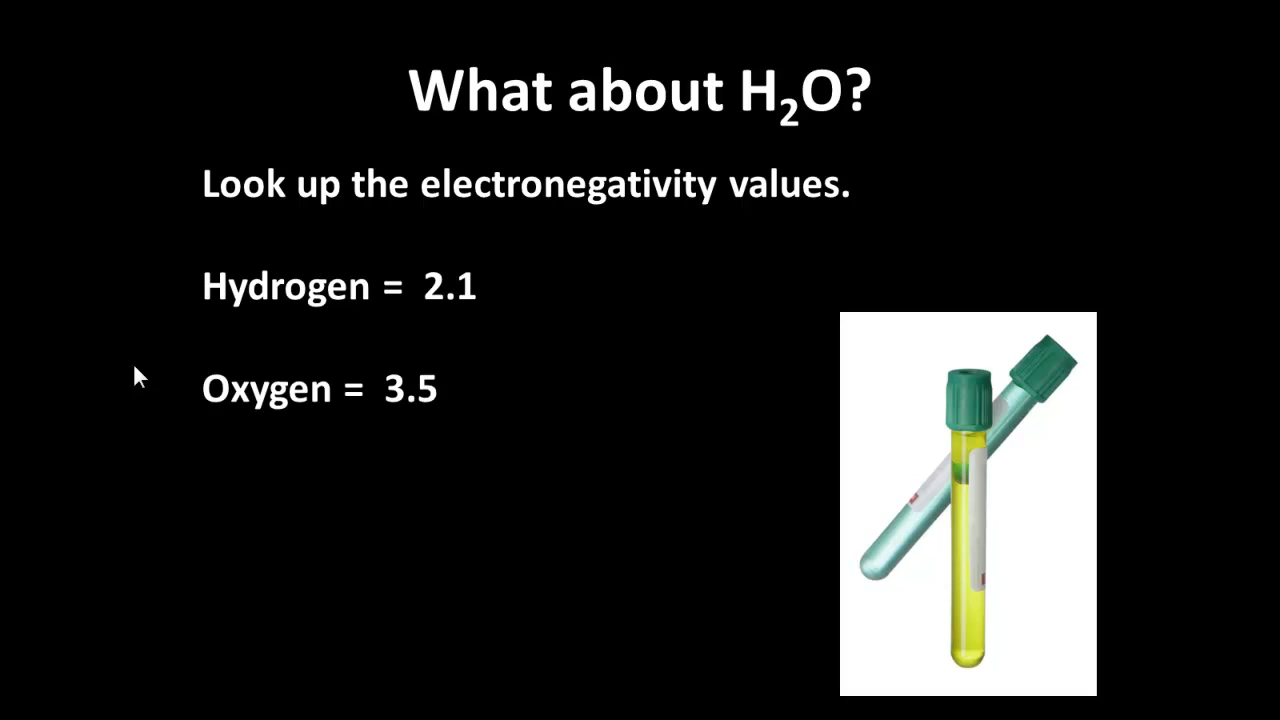 What about H₂O?
Look up the electronegativity values.
Hydrogen = 2.1
Oxygen = 3.5